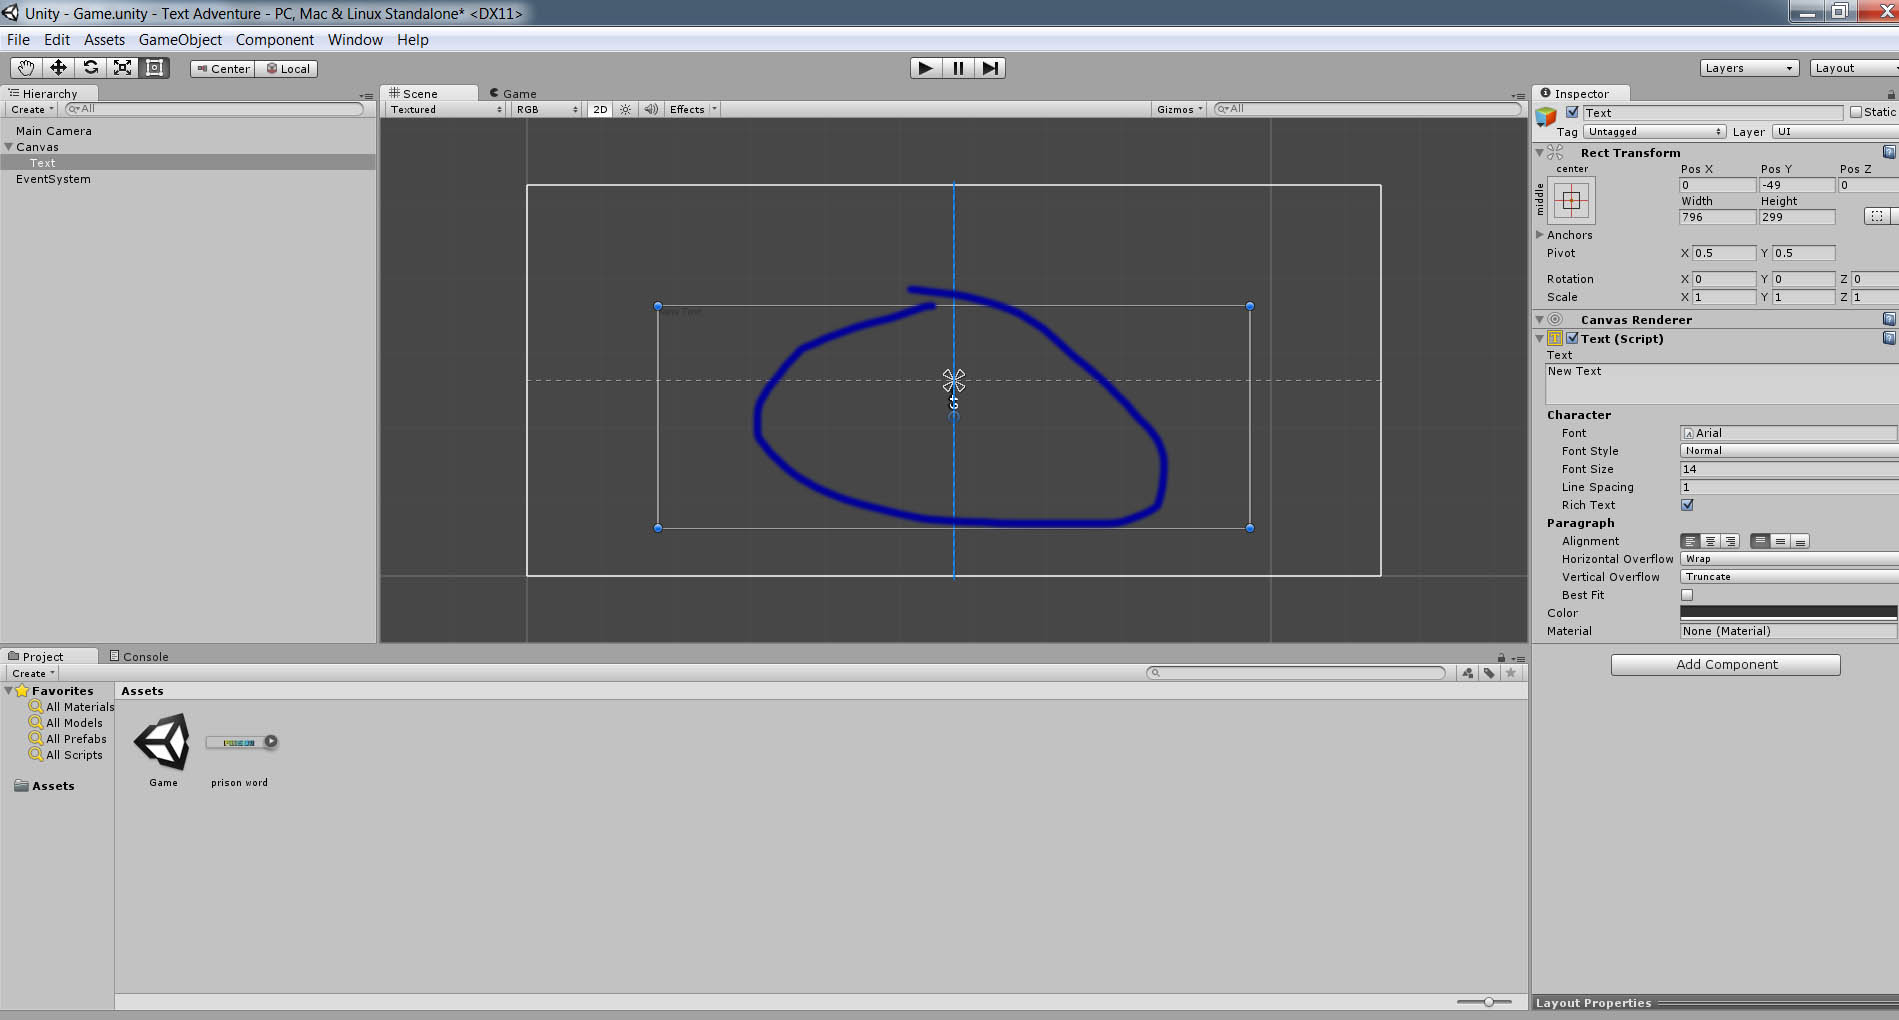 Unity - Game.unity - Text Adventure - PC, Mac & Linux Standalone* <DX11>
File Edit Assets GameObject Component Window Help
Center Local Layers Layout
Hierarchy
Create All
Main Camera
Canvas
Text
EventSystem
Scene Game
Textured RGB 2D Effects Gizmos All
New Text
49
Inspector
Text Static
Tag Untagged Layer UI
Rect Transform
center
middle
Pos X Pos Y Pos Z
0 -49 0
Width Height
796 299
Anchors
Pivot X 0.5 Y 0.5
Rotation X 0 Y 0 Z 0
Scale X 1 Y 1 Z 1
Canvas Renderer
Text (Script)
Text
New Text
Character
Font Arial
Font Style Normal
Font Size 14
Line Spacing 1
Rich Text
Paragraph
Alignment
Horizontal Overflow Wrap
Vertical Overflow Truncate
Best Fit
Color
Material None (Material)
Add Component
Layout Properties
Project Console
Create
Favorites
All Materials
All Models
All Prefabs
All Scripts
Assets
Assets
Game prison word